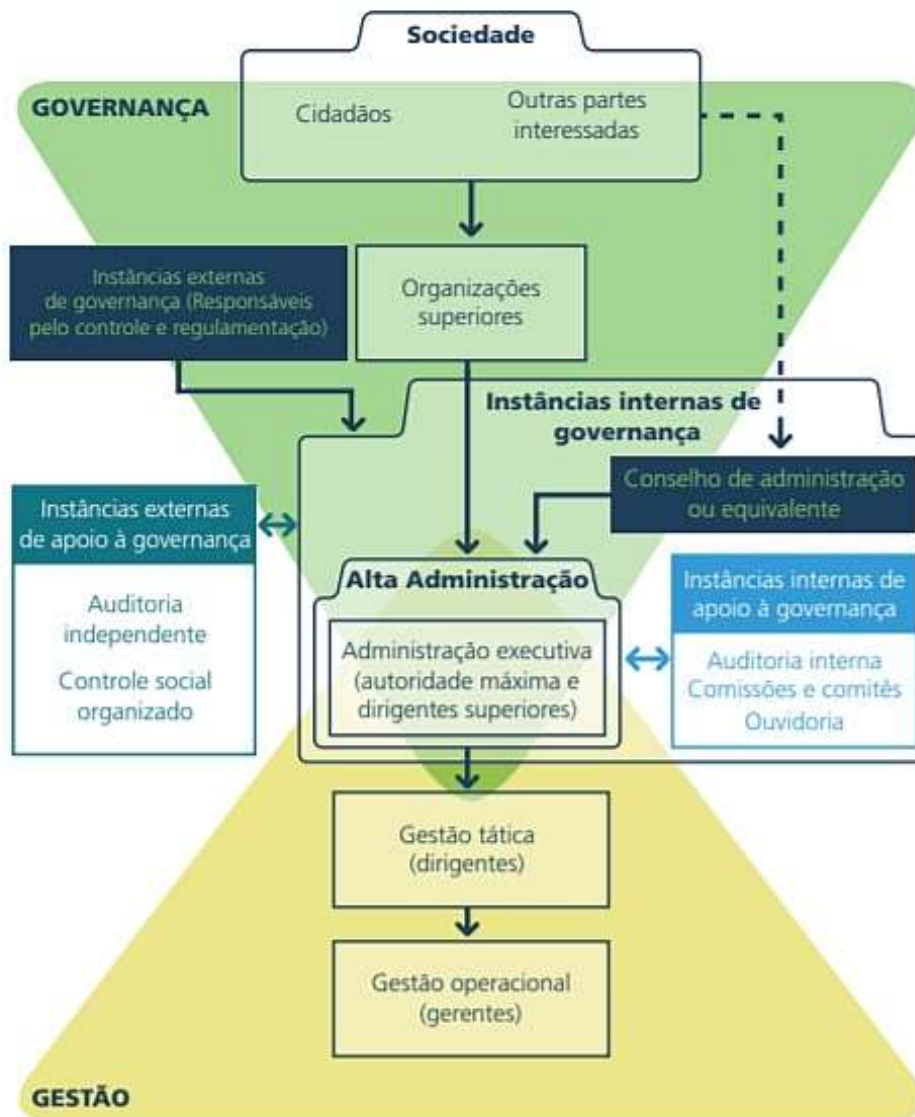 Sociedade
GOVERNANÇA
Cidadãos
Outras partes
interessadas
Instâncias externas
de governança (Responsáveis
pelo controle e regulamentação)
Organizações
superiores
Instâncias internas de
governança
Conselho de administração
ou equivalente
Instâncias externas
de apoio à governança
Auditoria
independente
Controle social
organizado
Alta Administração
Administração executiva
(autoridade máxima e
dirigentes superiores)
Instâncias internas de
apoio à governança
Auditoria interna
Comissões e comitês
Ouvidoria
Gestão tática
(dirigentes)
Gestão operacional
(gerentes)
GESTÃO